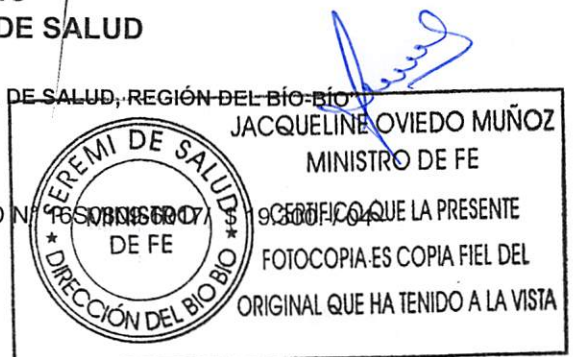 DE SALUD
DE SALUD, REGIÓN DEL BÍO-BÍO
SEREMI DE SALUD
MINISTRO
DE FE
* DIRECCIÓN DEL BIO BIO *
JACQUELINE OVIEDO MUÑOZ
MINISTRO DE FE
CERTIFICO QUE LA PRESENTE
FOTOCOPIA ES COPIA FIEL DEL
ORIGINAL QUE HA TENIDO A LA VISTA